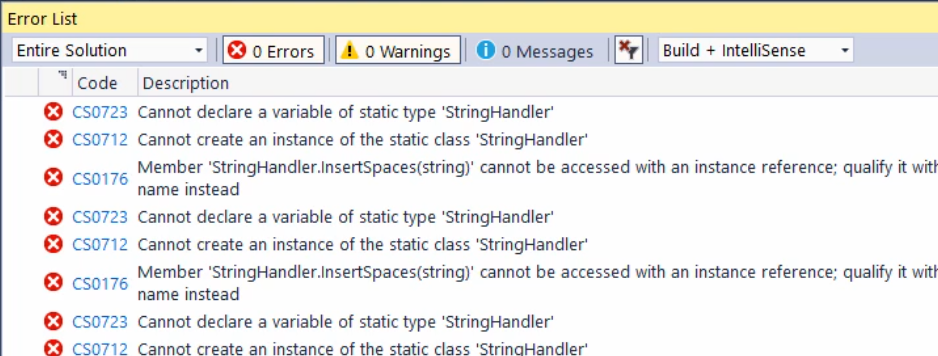 Error List
Entire Solution 0 Errors 0 Warnings 0 Messages Build + IntelliSense
Code Description
CS0723 Cannot declare a variable of static type 'StringHandler'
CS0712 Cannot create an instance of the static class 'StringHandler'
Member 'StringHandler.InsertSpaces(string)' cannot be accessed with an instance reference; qualify it with
CS0176
name instead
CS0723 Cannot declare a variable of static type 'StringHandler'
CS0712 Cannot create an instance of the static class 'StringHandler'
Member 'StringHandler.InsertSpaces(string)' cannot be accessed with an instance reference; qualify it with
CS0176
name instead
CS0723 Cannot declare a variable of static type 'StringHandler'
CS0712 Cannot create an instance of the static class 'StringHandler'